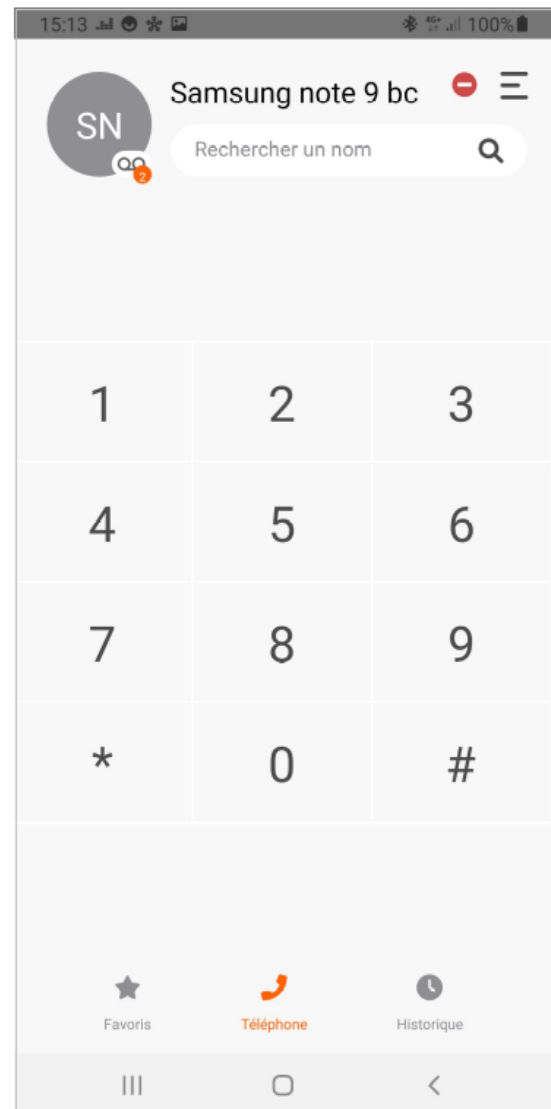 15:13 4G+ 100%
Samsung note 9 bc
SN
2
Rechercher un nom
1 2 3
4 5 6
7 8 9
* 0 #
Favoris Téléphone Historique